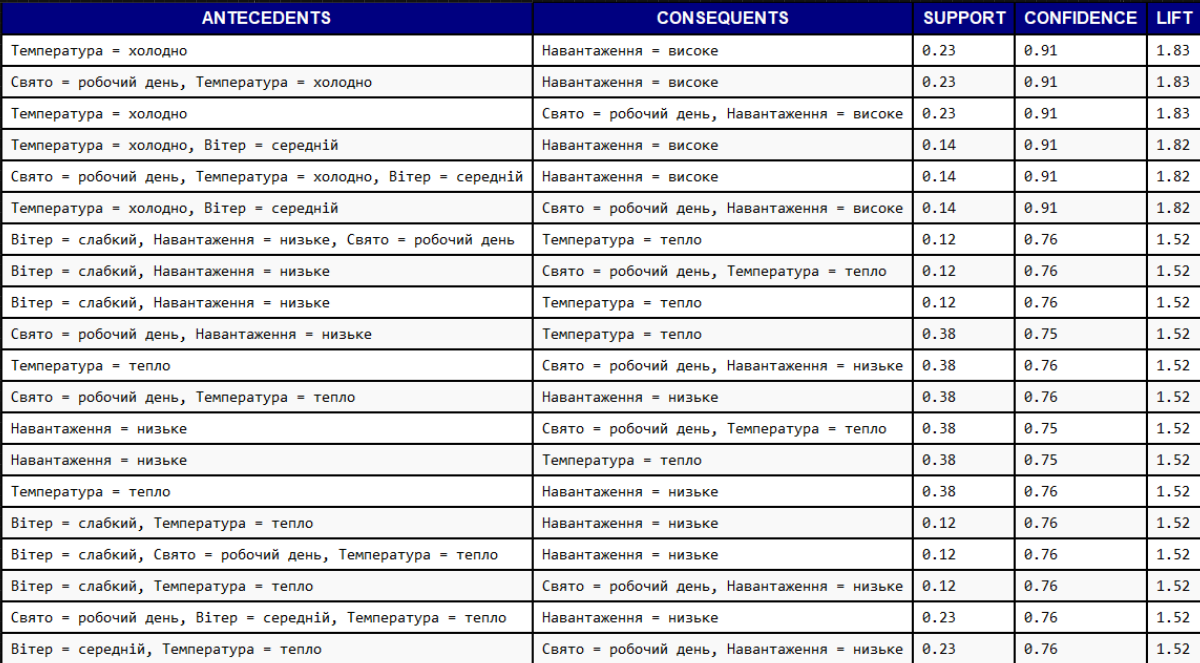 ANTECEDENTS CONSEQUENTS SUPPORT CONFIDENCE LIFT
Температура = холодно Навантаження = високе 0.23 0.91 1.83
Свято = робочий день, Температура = холодно Навантаження = високе 0.23 0.91 1.83
Температура = холодно Свято = робочий день, Навантаження = високе 0.23 0.91 1.83
Температура = холодно, Вітер = середній Навантаження = високе 0.14 0.91 1.82
Свято = робочий день, Температура = холодно, Вітер = середній Навантаження = високе 0.14 0.91 1.82
Температура = холодно, Вітер = середній Свято = робочий день, Навантаження = високе 0.14 0.91 1.82
Вітер = слабкий, Навантаження = низьке, Свято = робочий день Температура = тепло 0.12 0.76 1.52
Вітер = слабкий, Навантаження = низьке Свято = робочий день, Температура = тепло 0.12 0.76 1.52
Вітер = слабкий, Навантаження = низьке Температура = тепло 0.12 0.76 1.52
Свято = робочий день, Навантаження = низьке Температура = тепло 0.38 0.75 1.52
Температура = тепло Свято = робочий день, Навантаження = низьке 0.38 0.76 1.52
Свято = робочий день, Температура = тепло Навантаження = низьке 0.38 0.76 1.52
Навантаження = низьке Свято = робочий день, Температура = тепло 0.38 0.75 1.52
Навантаження = низьке Температура = тепло 0.38 0.75 1.52
Температура = тепло Навантаження = низьке 0.38 0.76 1.52
Вітер = слабкий, Температура = тепло Навантаження = низьке 0.12 0.76 1.52
Вітер = слабкий, Свято = робочий день, Температура = тепло Навантаження = низьке 0.12 0.76 1.52
Вітер = слабкий, Температура = тепло Свято = робочий день, Навантаження = низьке 0.12 0.76 1.52
Свято = робочий день, Вітер = середній, Температура = тепло Навантаження = низьке 0.23 0.76 1.52
Вітер = середній, Температура = тепло Свято = робочий день, Навантаження = низьке 0.23 0.76 1.52